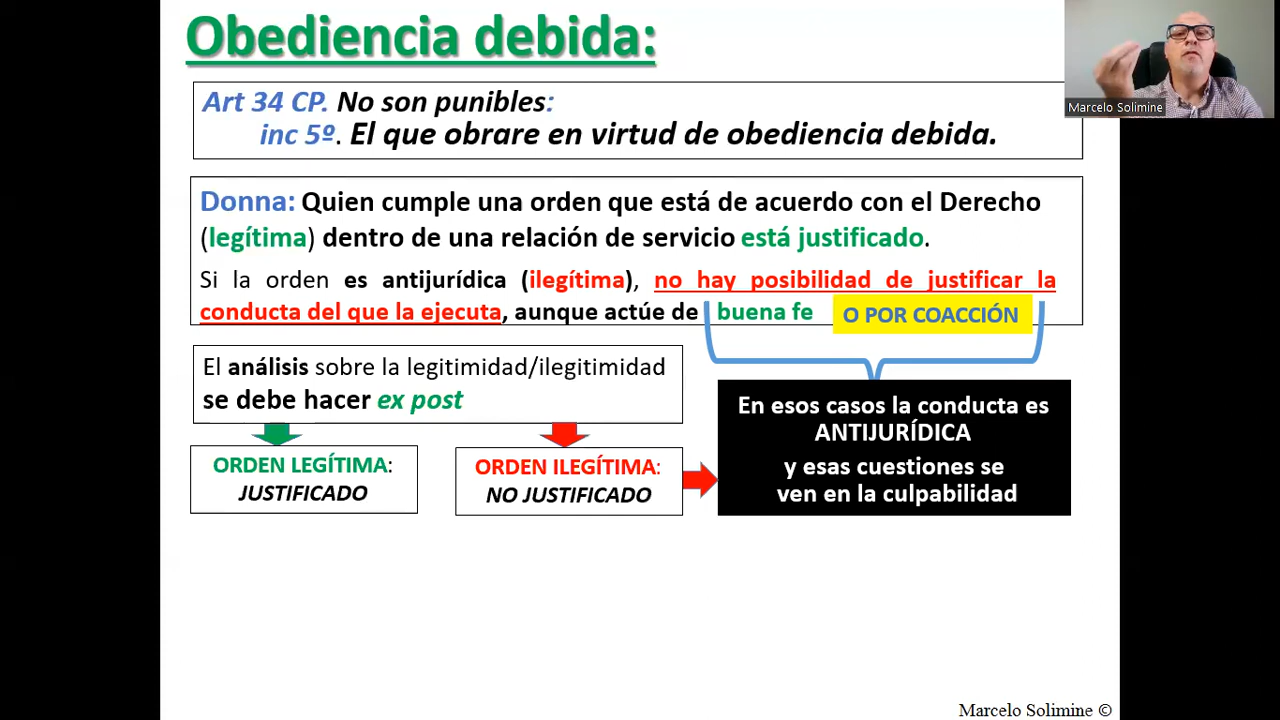 Obediencia debida:
Marcelo Solimine
Art 34 CP. No son punibles:
inc 5º. El que obrare en virtud de obediencia debida.
Donna: Quien cumple una orden que está de acuerdo con el Derecho
(legítima) dentro de una relación de servicio está justificado.
Si la orden es antijurídica (ilegítima), no hay posibilidad de justificar la
conducta del que la ejecuta, aunque actúe de buena fe O POR COACCIÓN
El análisis sobre la legitimidad/ilegitimidad
se debe hacer ex post
ORDEN LEGÍTIMA:
JUSTIFICADO
ORDEN ILEGÍTIMA:
NO JUSTIFICADO
En esos casos la conducta es
ANTIJURÍDICA
y esas cuestiones se
ven en la culpabilidad
Marcelo Solimine ©